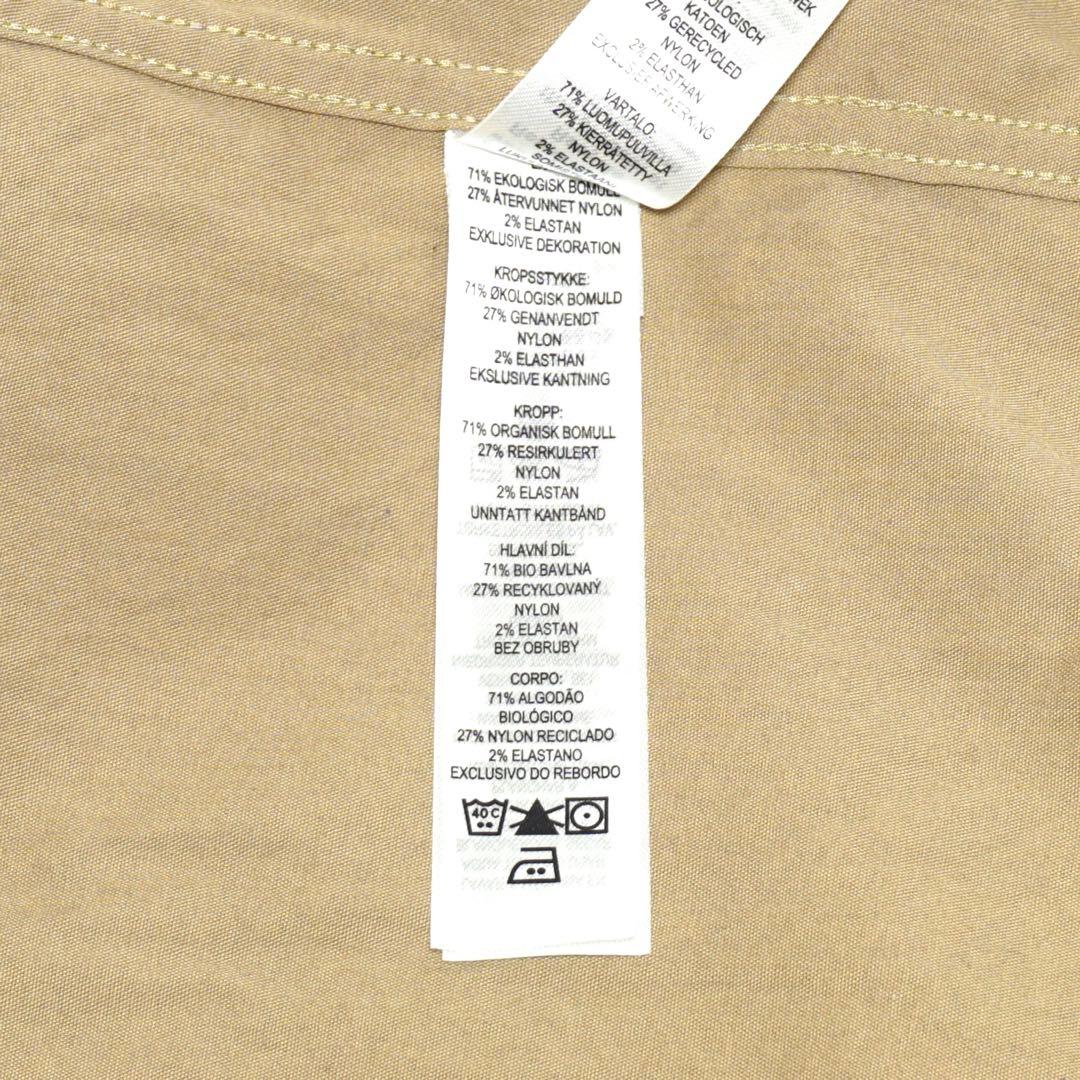 KATOEN
27% GERECYCLED
NYLON
2% ELASTHAN
VARTALO:
71% LUOMUPUUVILLA
27% KIERRÄTETTY
NYLON
2% ELASTAANI
71% EKOLOGISK BOMULL
27% ÅTERVUNNET NYLON
2% ELASTAN
EXKLUSIVE DEKORATION
KROPSSTYKKE:
71% ØKOLOGISK BOMULD
27% GENANVENDT
NYLON
2% ELASTHAN
EKSLUSIVE KANTNING
KROPP:
71% ORGANISK BOMULL
27% RESIRKULERT
NYLON
2% ELASTAN
UNNTATT KANTBÅND
HLAVNÍ DÍL:
71% BIO BAVLNA
27% RECYKLOVANÝ
NYLON
2% ELASTAN
BEZ OBRUBY
CORPO:
71% ALGODÃO
BIOLÓGICO
27% NYLON RECICLADO
2% ELASTANO
EXCLUSIVO DO REBORDO
40C